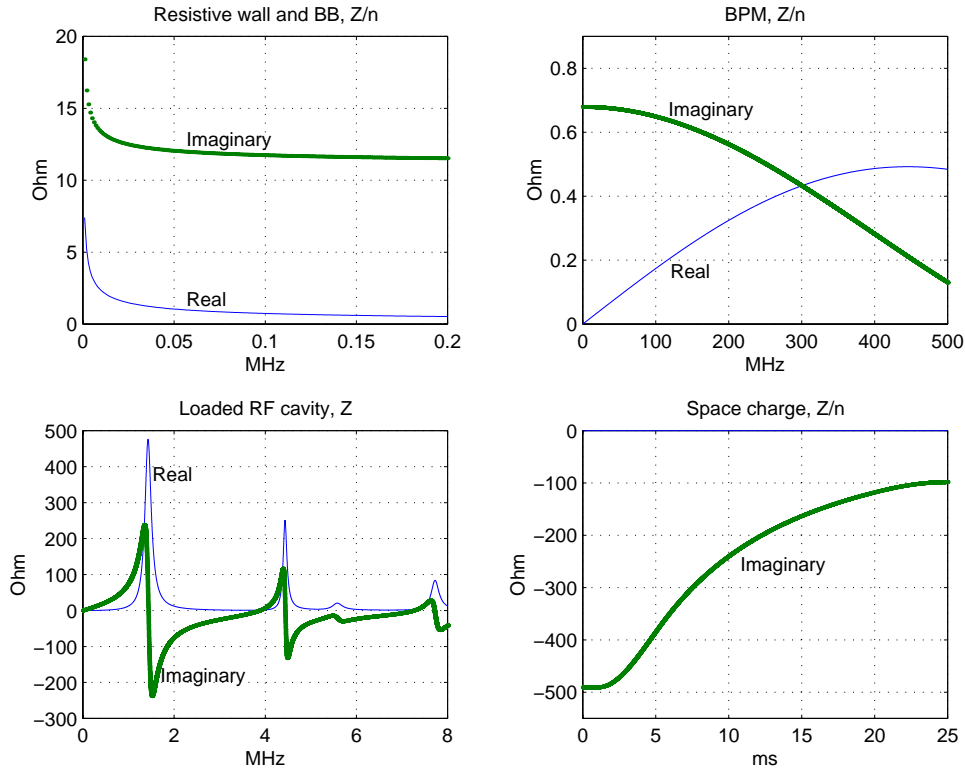 Resistive wall and BB, Z/n
20
15
10
5
0
Ohm
Imaginary
Real
0
0.05
0.1
0.15
0.2
MHz
BPM, Z/n
0.8
0.6
0.4
0.2
0
Ohm
Imaginary
Real
0
100
200
300
400
500
MHz
Loaded RF cavity, Z
500
400
300
200
100
0
−100
−200
−300
Ohm
Real
Imaginary
0
2
4
6
8
MHz
Space charge, Z/n
0
−100
−200
−300
−400
−500
Ohm
Imaginary
0
5
10
15
20
25
ms